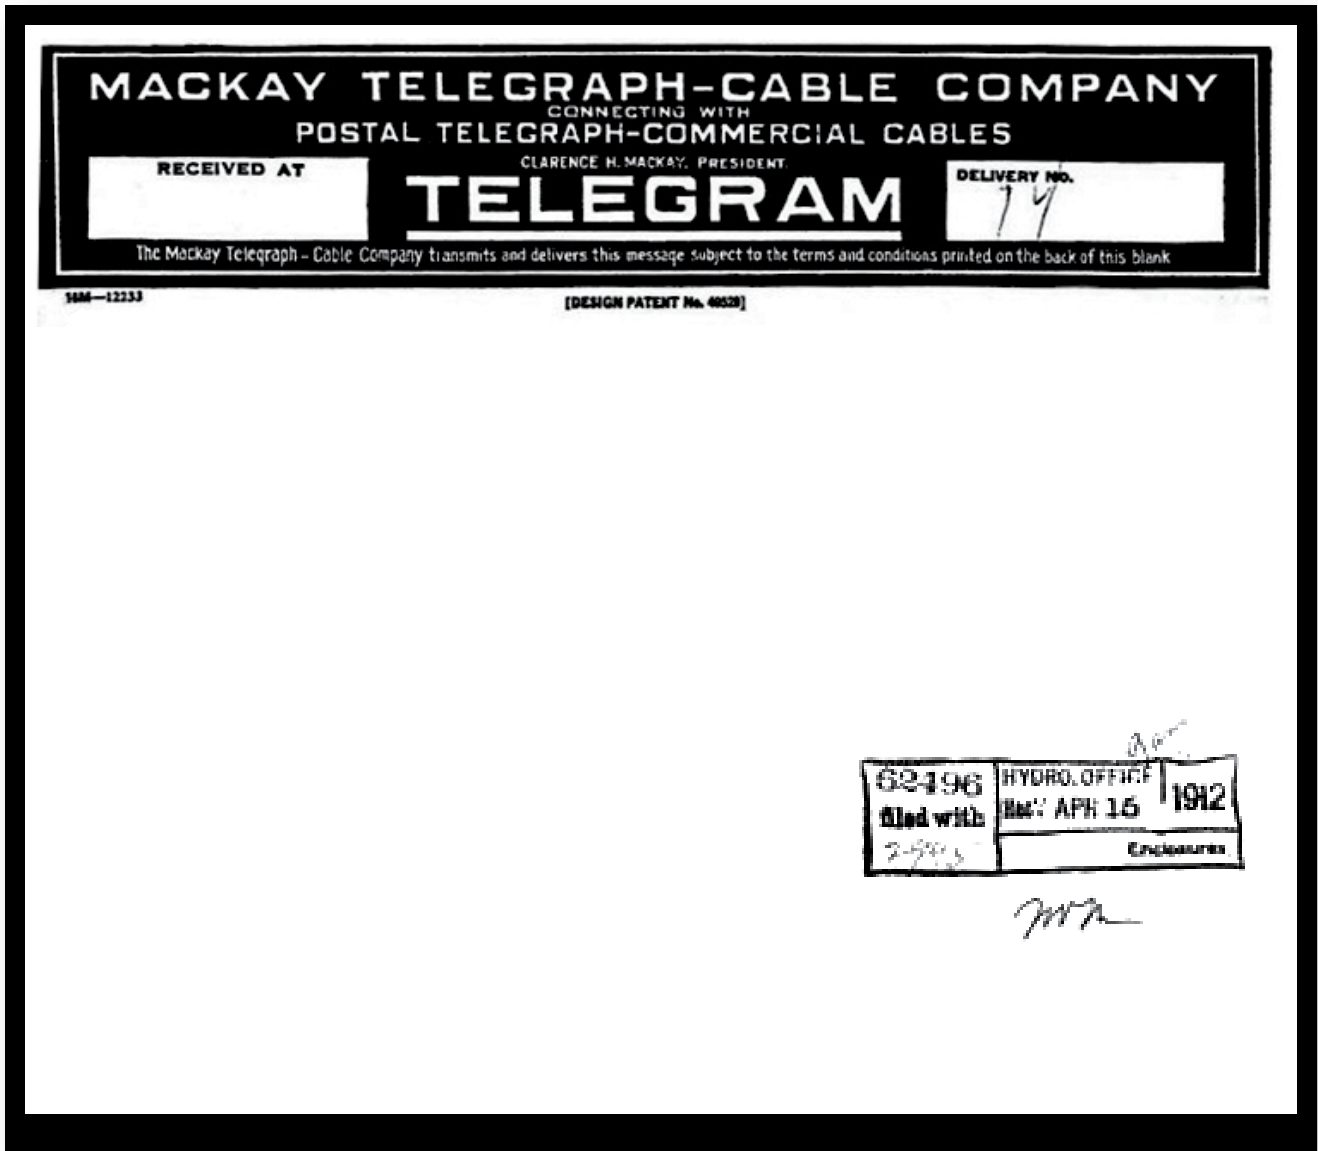 MACKAY TELEGRAPH-CABLE COMPANY
CONNECTING WITH
POSTAL TELEGRAPH-COMMERCIAL CABLES
CLARENCE H. MACKAY, PRESIDENT.
RECEIVED AT
TELEGRAM
DELIVERY No.
The Mackay Telegraph - Cable Company transmits and delivers this message subject to the terms and conditions printed on the back of this blank
[DESIGN PATENT No. 40529]
62496
filed with
HYDRO. OFFICE
APR 15
1912
Enclosures